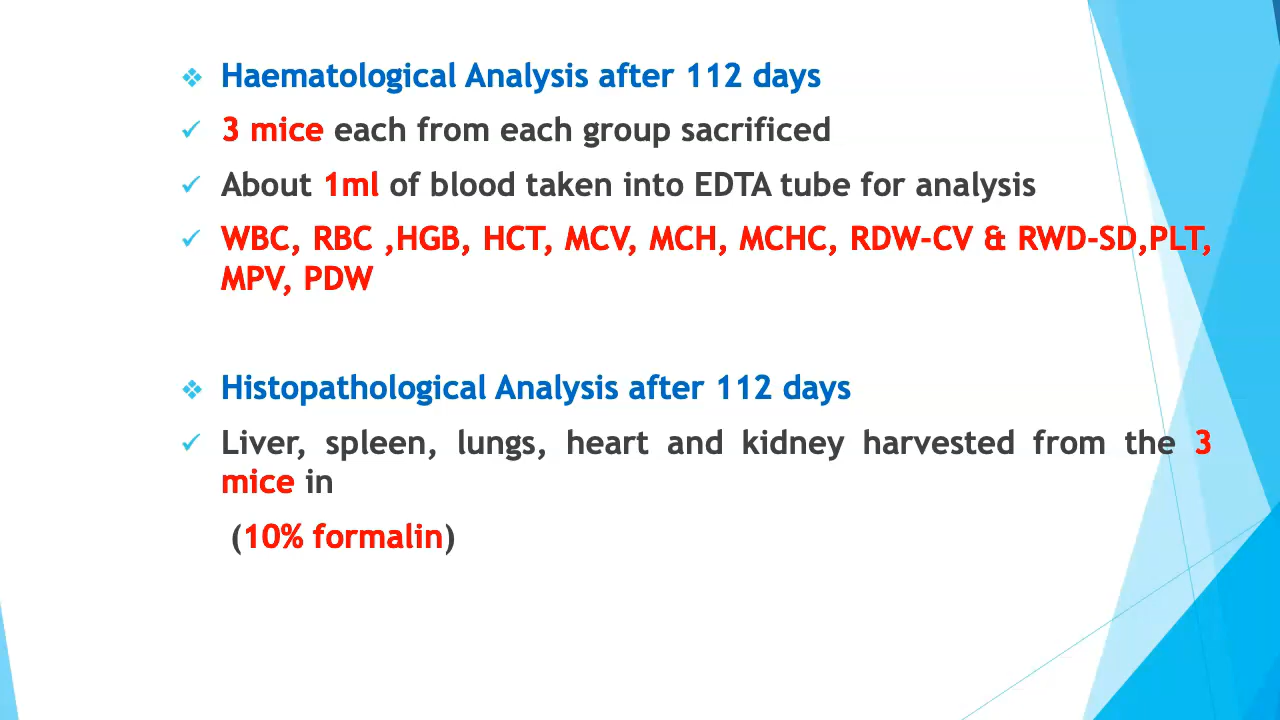 Haematological Analysis after 112 days
3 mice each from each group sacrificed
About 1ml of blood taken into EDTA tube for analysis
WBC, RBC ,HGB, HCT, MCV, MCH, MCHC, RDW-CV & RWD-SD,PLT,
MPV, PDW
Histopathological Analysis after 112 days
Liver, spleen, lungs, heart and kidney harvested from the 3
mice in
(10% formalin)